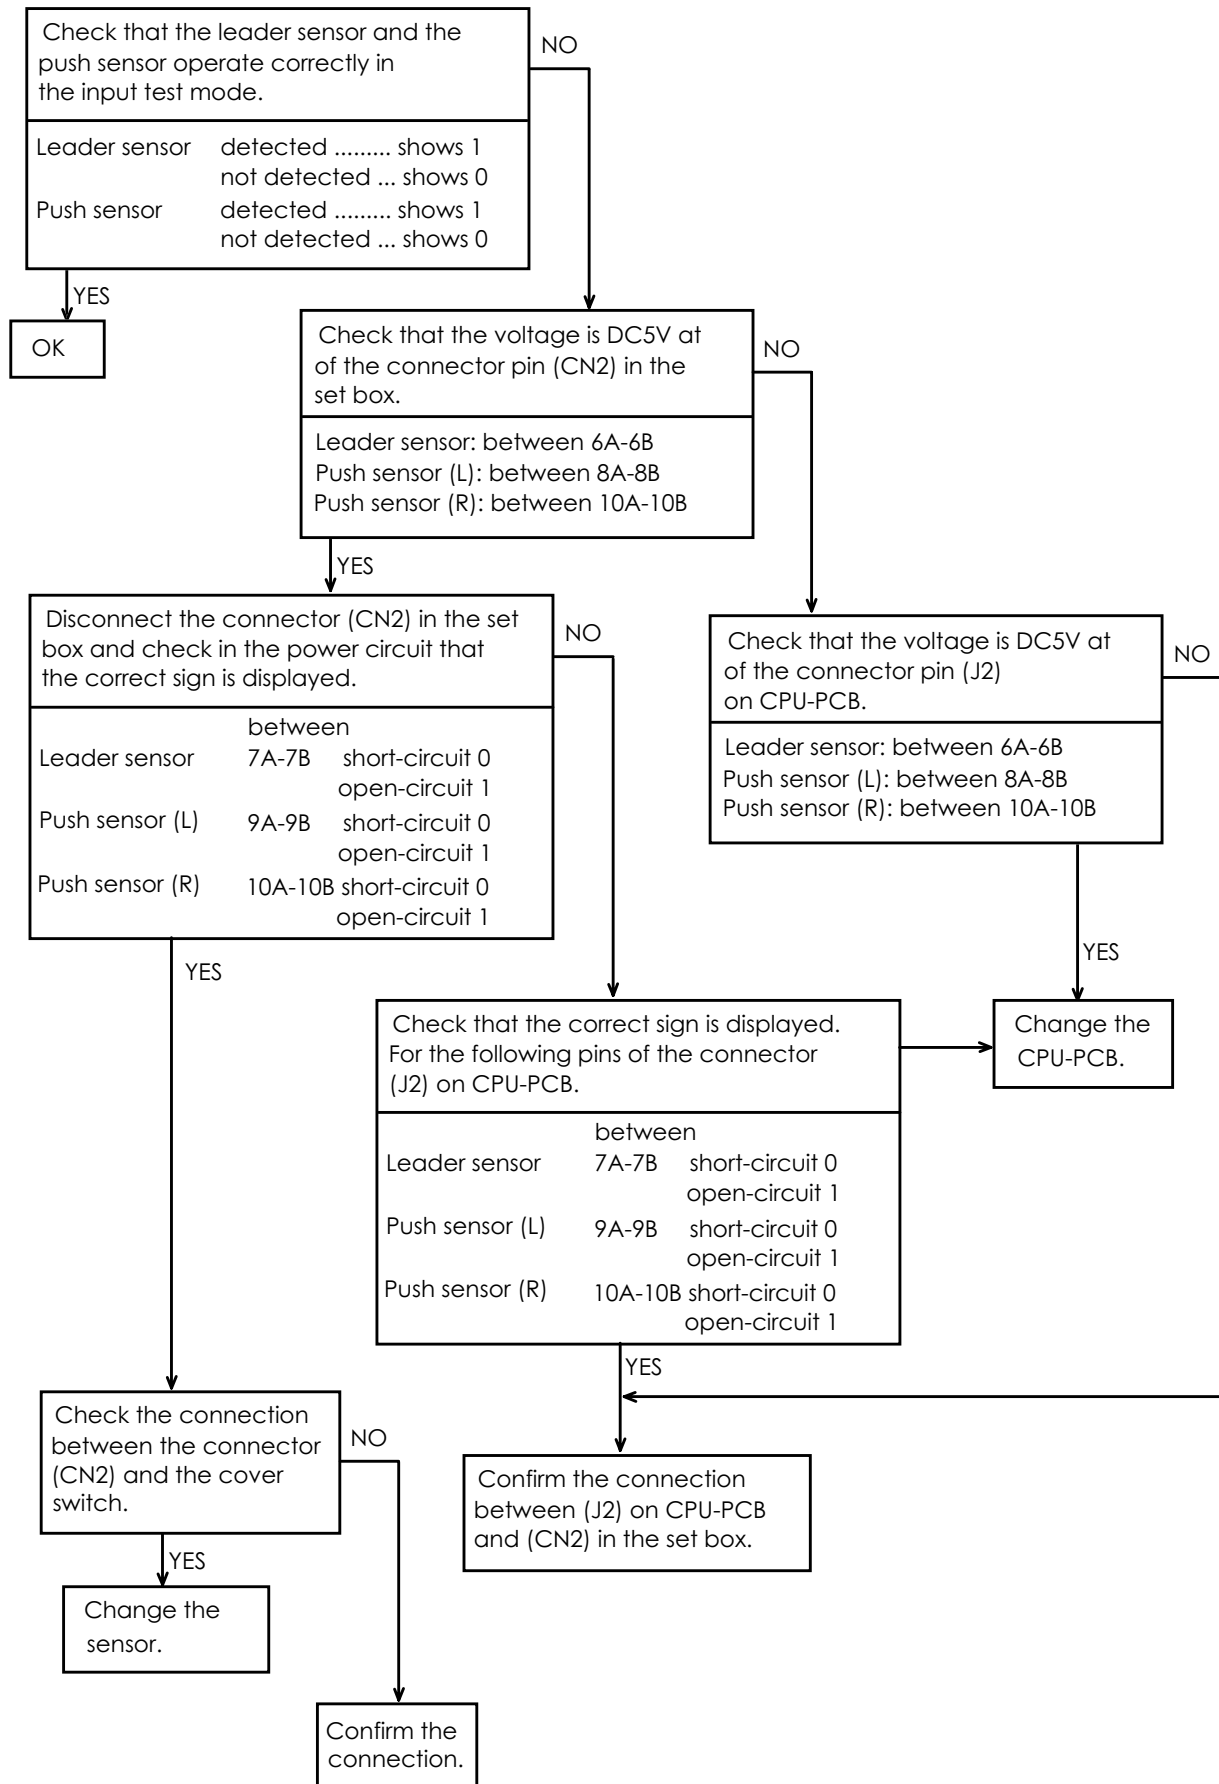 Check that the leader sensor and the
push sensor operate correctly in
the input test mode.
Leader sensor detected ......... shows 1
not detected ... shows 0
Push sensor detected ......... shows 1
not detected ... shows 0
NO
YES
OK
Check that the voltage is DC5V at
of the connector pin (CN2) in the
set box.
Leader sensor: between 6A-6B
Push sensor (L): between 8A-8B
Push sensor (R): between 10A-10B
NO
YES
Disconnect the connector (CN2) in the set
box and check in the power circuit that
the correct sign is displayed.
between
Leader sensor 7A-7B short-circuit 0
open-circuit 1
Push sensor (L) 9A-9B short-circuit 0
open-circuit 1
Push sensor (R) 10A-10B short-circuit 0
open-circuit 1
NO
YES
Check that the voltage is DC5V at
of the connector pin (J2)
on CPU-PCB.
Leader sensor: between 6A-6B
Push sensor (L): between 8A-8B
Push sensor (R): between 10A-10B
NO
YES
Change the
CPU-PCB.
Check that the correct sign is displayed.
For the following pins of the connector
(J2) on CPU-PCB.
between
Leader sensor 7A-7B short-circuit 0
open-circuit 1
Push sensor (L) 9A-9B short-circuit 0
open-circuit 1
Push sensor (R) 10A-10B short-circuit 0
open-circuit 1
YES
Check the connection
between the connector
(CN2) and the cover
switch.
NO
YES
Confirm the connection
between (J2) on CPU-PCB
and (CN2) in the set box.
Change the
sensor.
Confirm the
connection.